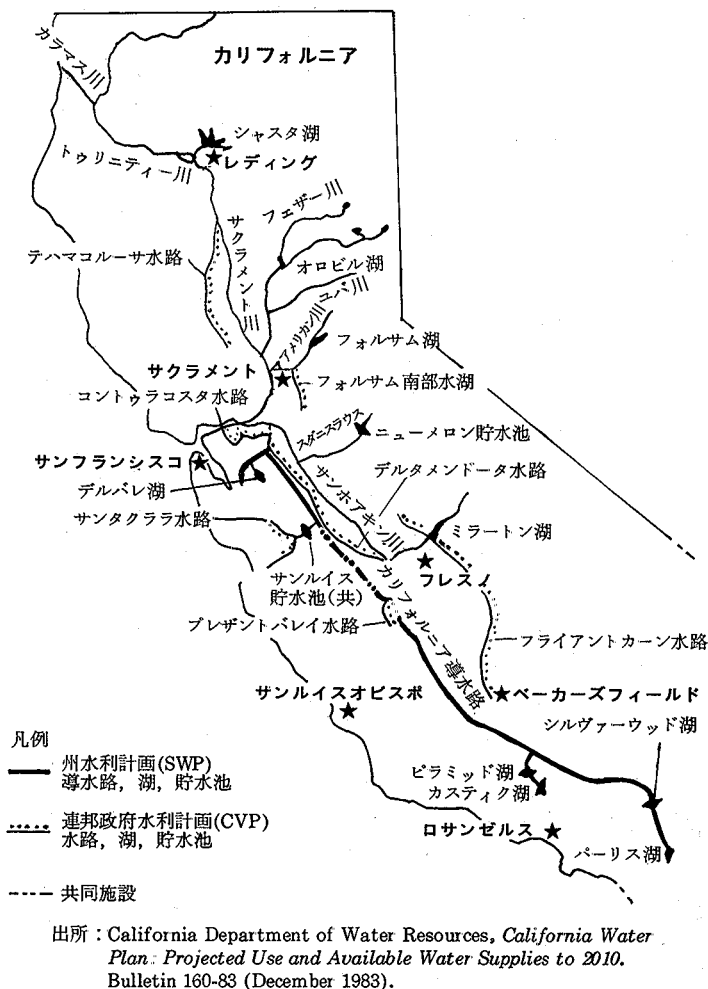 カリフォルニア
カラマス川
シャスタ湖
レディング
トゥリニティー川
フェザー川
サクラメント川
テハマコルーサ水路
オロビル湖
ユバ川
アメリカン川
フォルサム湖
サクラメント
フォルサム南部水湖
コントゥラコスタ水路
スタニスラウス
ニューメロン貯水池
サンフランシスコ
デルタメンドータ水路
デルバレ湖
サンホアキン川
サンタクララ水路
ミラートン湖
サンルイス
貯水池(共)
フレスノ
カリフォルニア導水路
プレザントバレイ水路
フライアントカーン水路
サンルイスオビスポ
ベーカーズフィールド
シルヴァーウッド湖
ピラミッド湖
カスティク湖
ロサンゼルス
パーリス湖
凡例
州水利計画(SWP)
導水路,湖,貯水池
連邦政府水利計画(CVP)
水路,湖,貯水池
共同施設
出所:California Department of Water Resources, California Water
Plan: Projected Use and Available Water Supplies to 2010.
Bulletin 160-83 (December 1983).